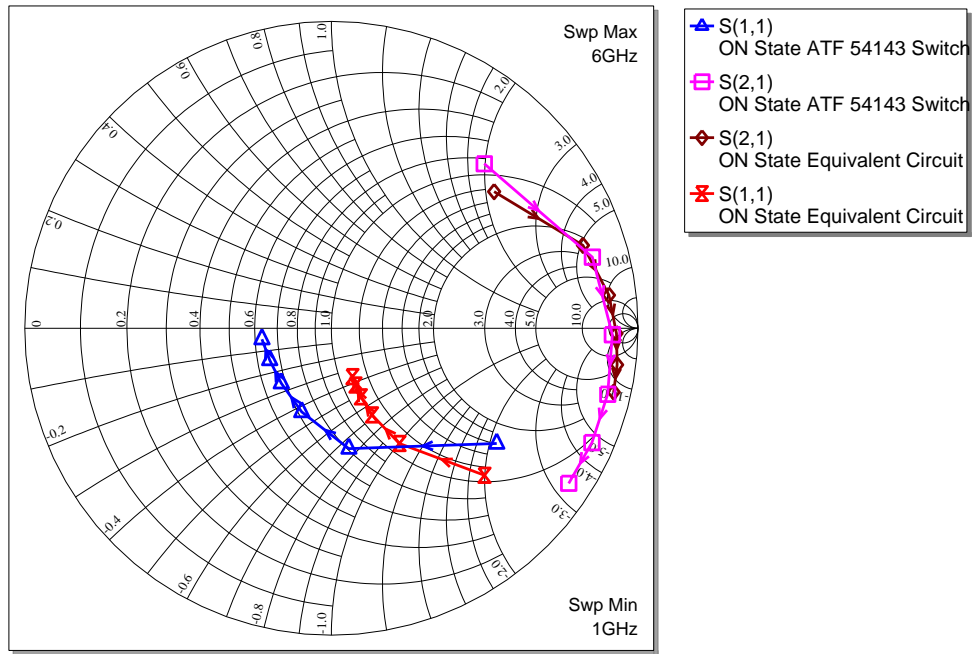 Swp Max
6GHz
1.0
0.8
2.0
0.6
3.0
0.4
4.0
5.0
0.2
10.0
0
0.2
0.4
0.6
0.8
1.0
2.0
3.0
4.0
5.0
10.0
-0.2
-4.0
-3.0
-0.4
-2.0
-0.6
-0.8
-1.0
Swp Min
1GHz
S(1,1)
ON State ATF 54143 Switch
S(2,1)
ON State ATF 54143 Switch
S(2,1)
ON State Equivalent Circuit
S(1,1)
ON State Equivalent Circuit